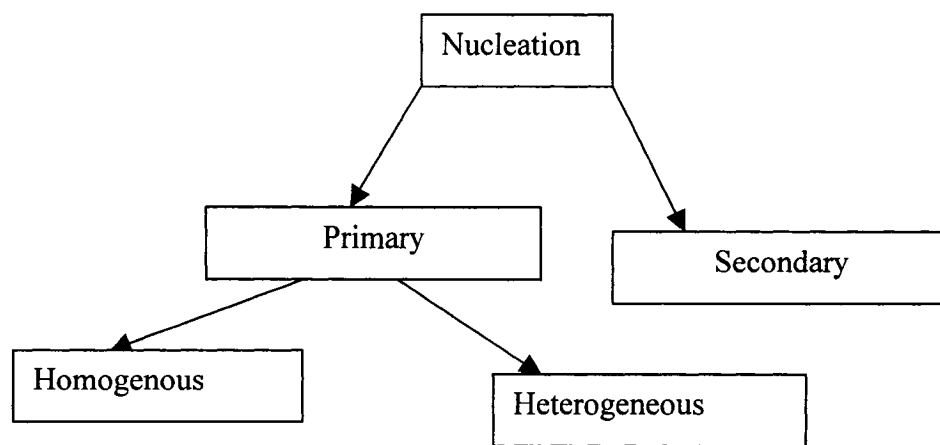 Nucleation
Primary
Secondary
Homogenous
Heterogeneous